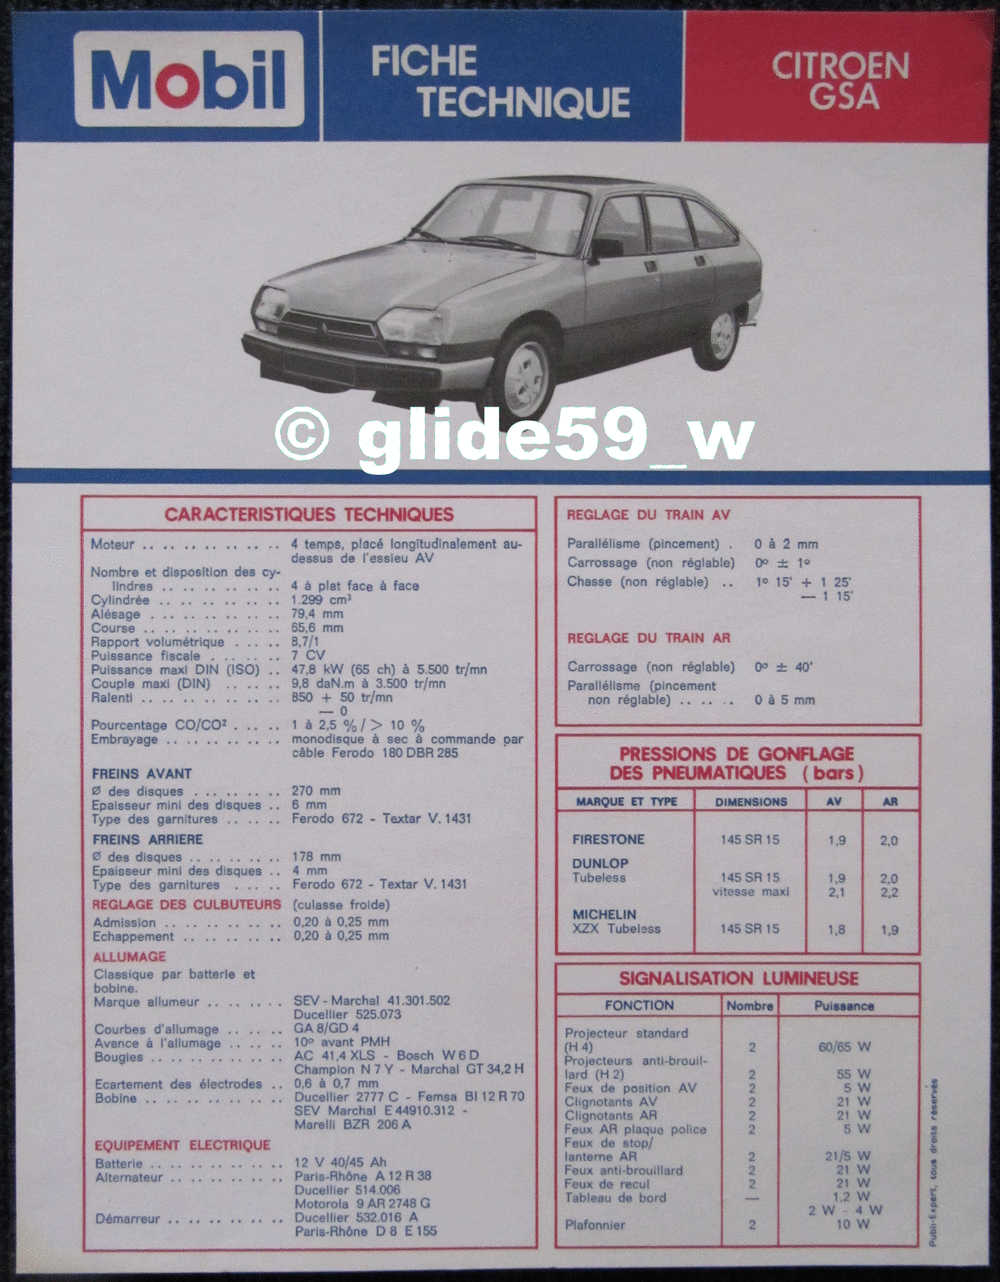 Mobil
FICHE
TECHNIQUE
CITROEN
GSA
© glide59_w
CARACTERISTIQUES TECHNIQUES
Moteur .. .. .. .. .. .. .. 4 temps, placé longitudinalement au-
dessus de l'essieu AV
Nombre et disposition des cy-
lindres .. .. .. .. .. .. 4 à plat face à face
Cylindrée .. .. .. .. .. .. 1.299 cm³
Alésage .. .. .. .. .. .. .. 79,4 mm
Course .. .. .. .. .. .. .. 65,6 mm
Rapport volumétrique .. .. .. 8,7/1
Puissance fiscale .. .. .. .. 7 CV
Puissance maxi DIN (ISO) .. 47,8 kW (65 ch) à 5.500 tr/mn
Couple maxi (DIN) .. .. .. 9,8 daN.m à 3.500 tr/mn
Ralenti .. .. .. .. .. .. .. 850 + 50 tr/mn
— 0
Pourcentage CO/CO² .. .. .. 1 à 2,5 % / > 10 %
Embrayage .. .. .. .. .. .. monodisque à sec à commande par
câble Ferodo 180 DBR 285
FREINS AVANT
Ø des disques .. .. .. .. .. 270 mm
Epaisseur mini des disques .. 6 mm
Type des garnitures .. .. .. Ferodo 672 - Textar V. 1431
FREINS ARRIERE
Ø des disques .. .. .. .. .. 178 mm
Epaisseur mini des disques .. 4 mm
Type des garnitures .. .. .. Ferodo 672 - Textar V. 1431
REGLAGE DES CULBUTEURS (culasse froide)
Admission .. .. .. .. .. .. 0,20 à 0,25 mm
Echappement .. .. .. .. .. 0,20 à 0,25 mm
ALLUMAGE
Classique par batterie et
bobine.
Marque allumeur .. .. .. .. SEV - Marchal 41.301.502
Ducellier 525.073
Courbes d'allumage .. .. .. GA 8/GD 4
Avance à l'allumage .. .. .. 10° avant PMH
Bougies .. .. .. .. .. .. .. AC 41,4 XLS - Bosch W 6 D
Champion N 7 Y - Marchal GT 34,2 H
Ecartement des électrodes .. 0,6 à 0,7 mm
Bobine .. .. .. .. .. .. .. Ducellier 2777 C - Femsa BI 12 R 70
SEV Marchal E 44910.312 -
Marelli BZR 206 A
EQUIPEMENT ELECTRIQUE
Batterie .. .. .. .. .. .. .. 12 V 40/45 Ah
Alternateur .. .. .. .. .. .. Paris-Rhône A 12 R 38
Ducellier 514.006
Motorola 9 AR 2748 G
Démarreur .. .. .. .. .. .. Ducellier 532.016 A
Paris-Rhône D 8 E 155
REGLAGE DU TRAIN AV
Parallélisme (pincement) . 0 à 2 mm
Carrossage (non réglable) 0° ± 1°
Chasse (non réglable) .. 1° 15' + 1 25'
— 1 15'
REGLAGE DU TRAIN AR
Carrossage (non réglable) 0° ± 40'
Parallélisme (pincement
non réglable) .. .. .. 0 à 5 mm
PRESSIONS DE GONFLAGE
DES PNEUMATIQUES (bars)
MARQUE ET TYPE DIMENSIONS AV AR
FIRESTONE 145 SR 15 1,9 2,0
DUNLOP
Tubeless 145 SR 15 1,9 2,0
vitesse maxi 2,1 2,2
MICHELIN
XZX Tubeless 145 SR 15 1,8 1,9
SIGNALISATION LUMINEUSE
FONCTION Nombre Puissance
Projecteur standard
(H 4) 2 60/65 W
Projecteurs anti-brouil-
lard (H 2) 2 55 W
Feux de position AV 2 5 W
Clignotants AV 2 21 W
Clignotants AR 2 21 W
Feux AR plaque police 2 5 W
Feux de stop/
lanterne AR 2 21/5 W
Feux anti-brouillard 2 21 W
Feux de recul 2 21 W
Tableau de bord — 1,2 W
2 W - 4 W
Plafonnier 2 10 W
Publi-Expert, tous droits réservés